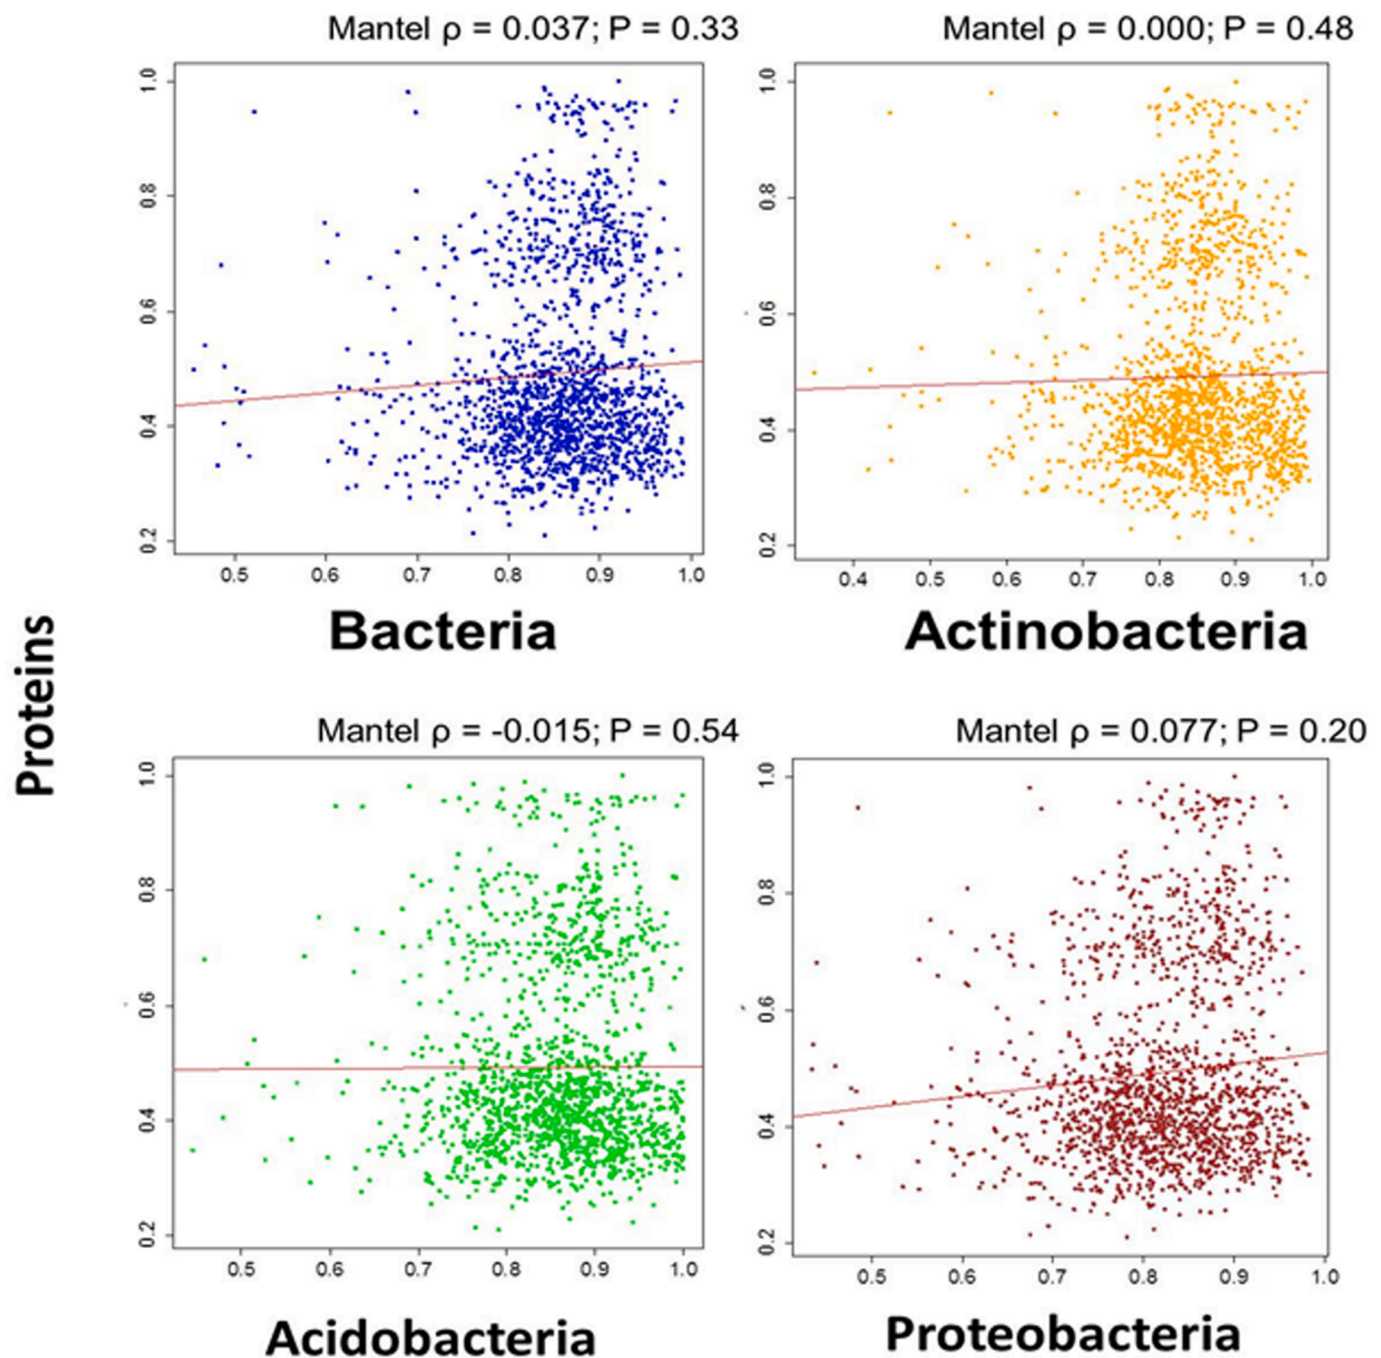 Mantel ρ = 0.037; P = 0.33
1.0
0.8
0.6
0.4
0.2
0.5 0.6 0.7 0.8 0.9 1.0
Bacteria
Mantel ρ = 0.000; P = 0.48
1.0
0.8
0.6
0.4
0.2
0.4 0.5 0.6 0.7 0.8 0.9 1.0
Actinobacteria
Proteins
Mantel ρ = -0.015; P = 0.54
1.0
0.8
0.6
0.4
0.2
0.5 0.6 0.7 0.8 0.9 1.0
Acidobacteria
Mantel ρ = 0.077; P = 0.20
1.0
0.8
0.6
0.4
0.2
0.5 0.6 0.7 0.8 0.9 1.0
Proteobacteria